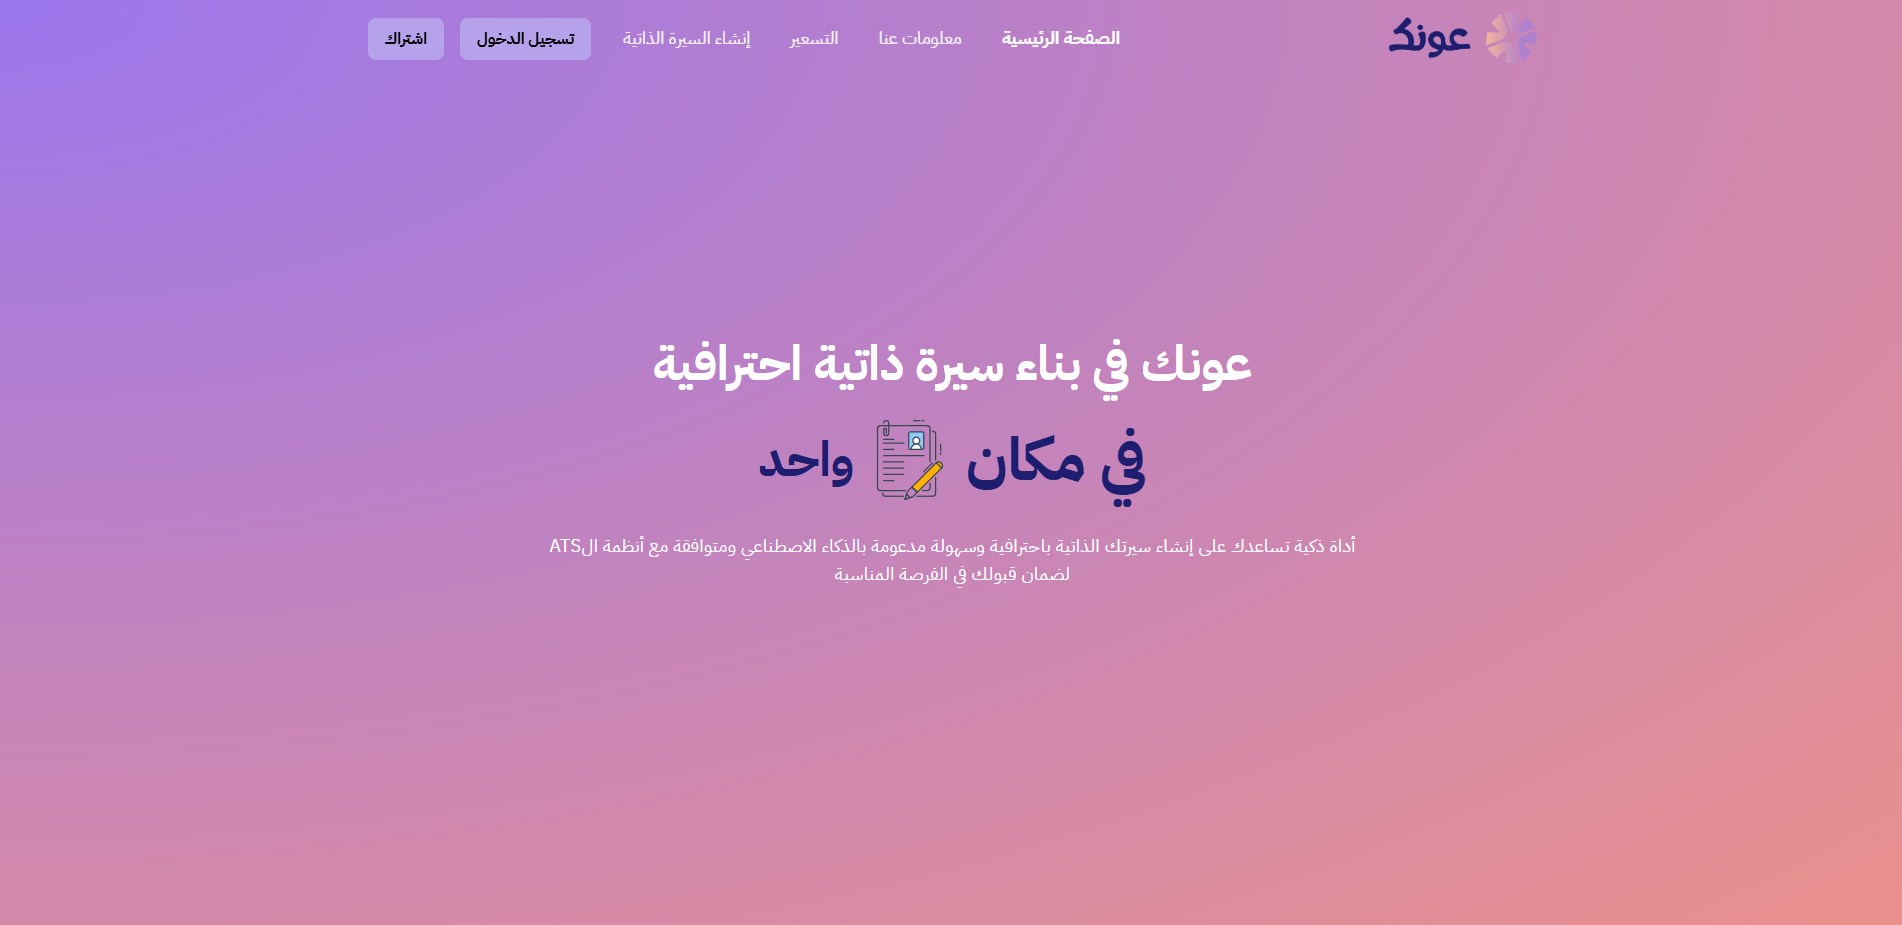 عونك
الصفحة الرئيسية
معلومات عنا
التسعير
إنشاء السيرة الذاتية
تسجيل الدخول
اشتراك
عونك في بناء سيرة ذاتية احترافية
في مكان واحد
أداة ذكية تساعدك على إنشاء سيرتك الذاتية باحترافية وسهولة مدعومة بالذكاء الاصطناعي ومتوافقة مع أنظمة الATS
لضمان قبولك في الفرصة المناسبة